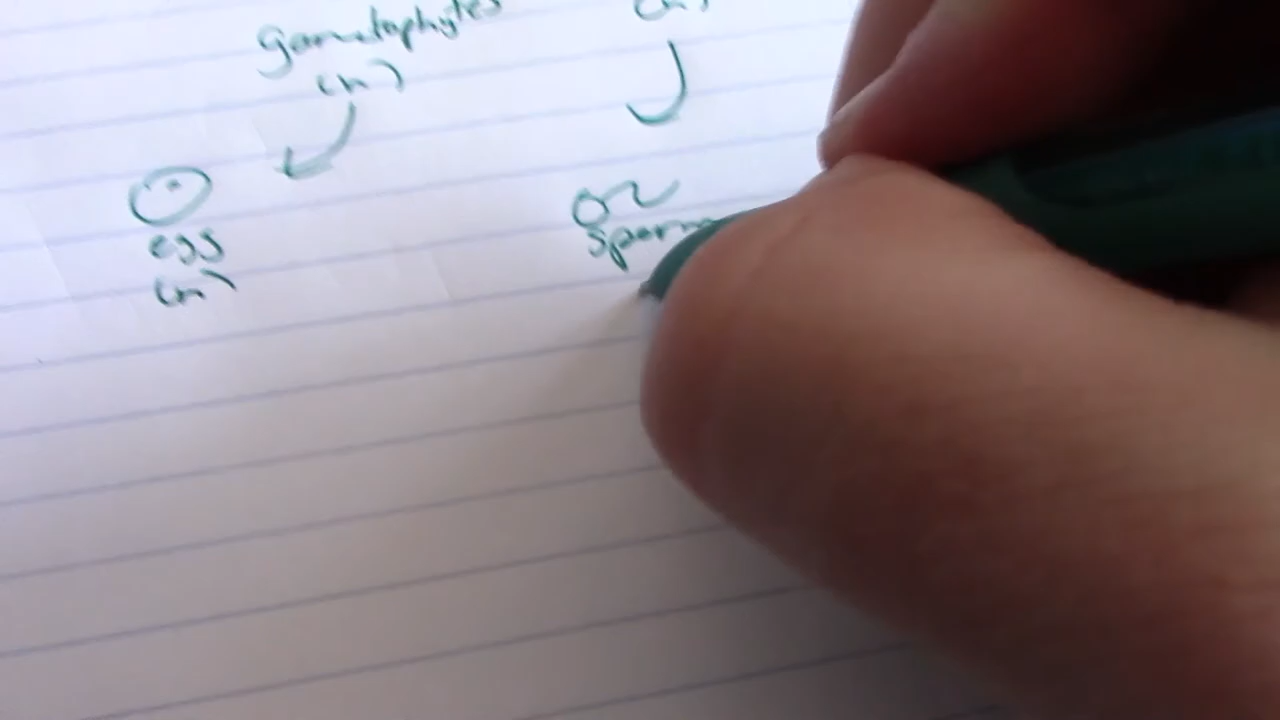 gametophytes
(n)
(n)
egg
(n)
sperm